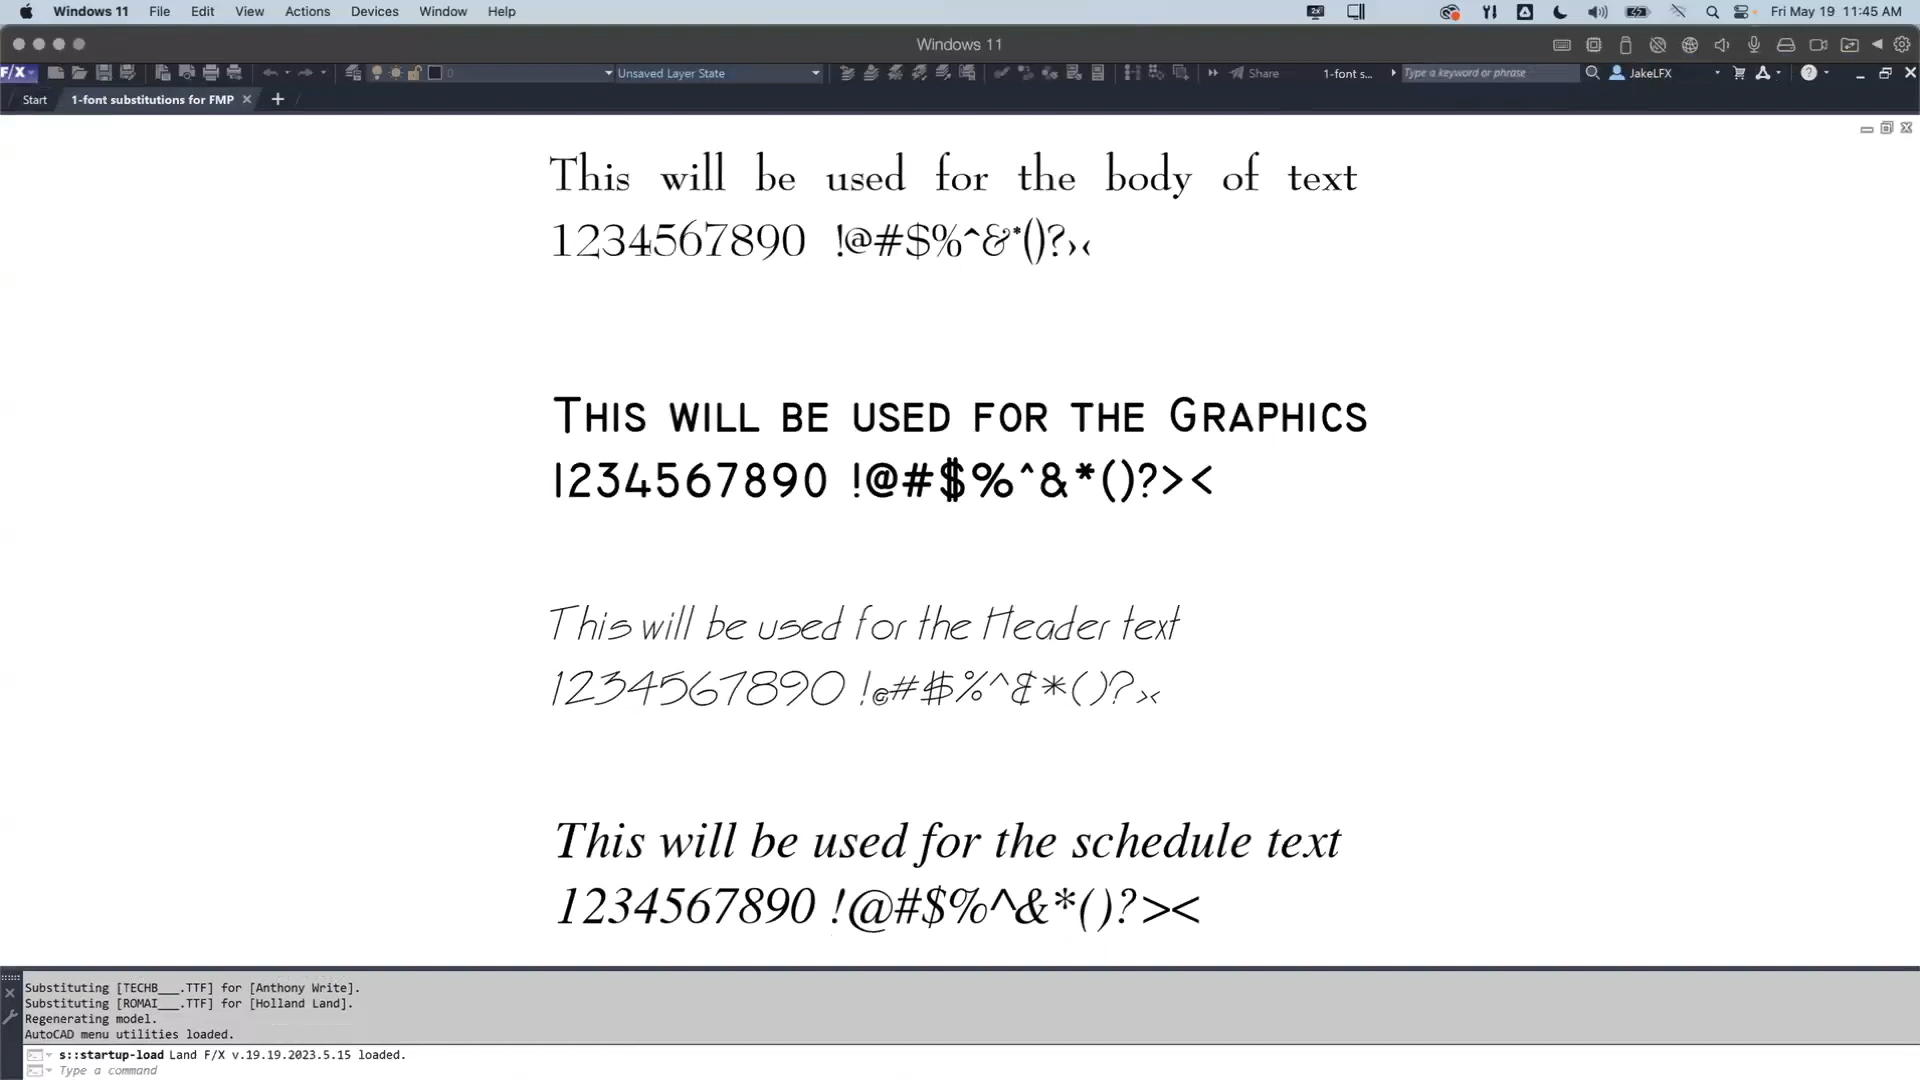 Windows 11 File Edit View Actions Devices Window Help Fri May 19 11:45 AM
Windows 11
F/X 0 Unsaved Layer State Share 1-font s... Type a keyword or phrase JakeLFX
Start 1-font substitutions for FMP
This will be used for the body of text
1234567890 !@#$%^&*()?><
This will be used for the Graphics
1234567890 !@#$%^&*()?><
This will be used for the Header text
1234567890 !@#$%^&*()?><
This will be used for the schedule text
1234567890 !@#$%^&*()?><
Substituting [TECHB___.TTF] for [Anthony Write].
Substituting [ROMAI___.TTF] for [Holland Land].
Regenerating model.
AutoCAD menu utilities loaded.
s::startup-load Land F/X v.19.19.2023.5.15 loaded.
Type a command